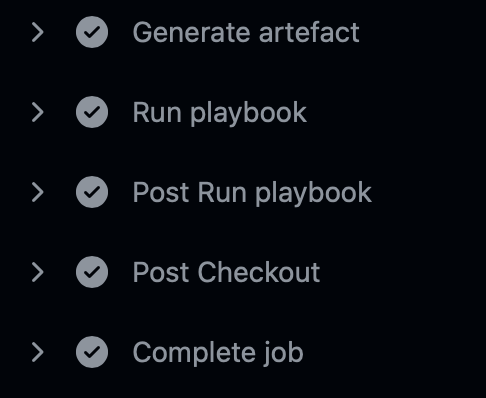 Generate artefact
Run playbook
Post Run playbook
Post Checkout
Complete job